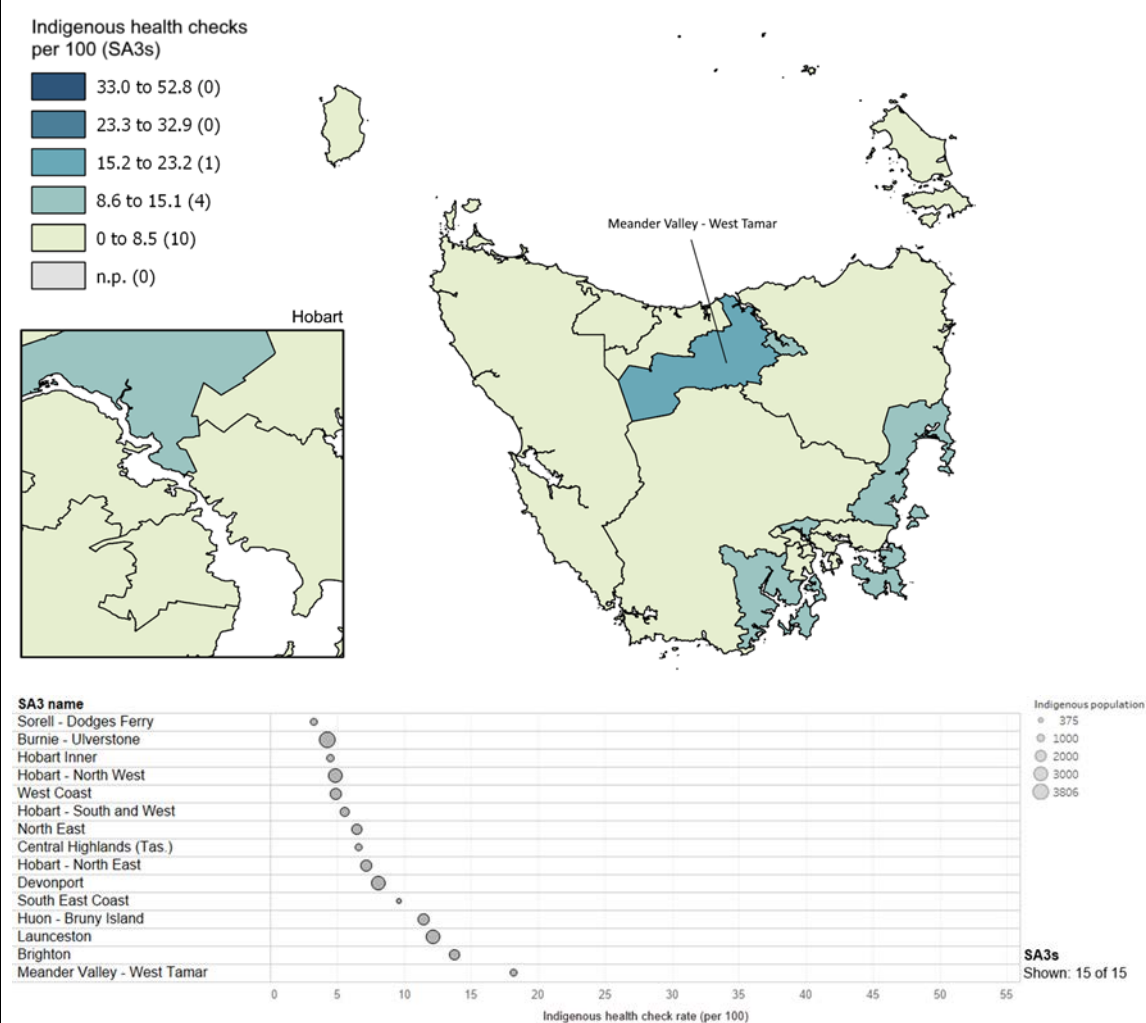 Indigenous health checks
per 100 (SA3s)
33.0 to 52.8 (0)
23.3 to 32.9 (0)
15.2 to 23.2 (1)
8.6 to 15.1 (4)
0 to 8.5 (10)
n.p. (0)
Meander Valley - West Tamar
Hobart
SA3 name
Sorell - Dodges Ferry
Burnie - Ulverstone
Hobart Inner
Hobart - North West
West Coast
Hobart - South and West
North East
Central Highlands (Tas.)
Hobart - North East
Devonport
South East Coast
Huon - Bruny Island
Launceston
Brighton
Meander Valley - West Tamar
Indigenous population
375
1000
2000
3000
3806
SA3s
Shown: 15 of 15
0 5 10 15 20 25 30 35 40 45 50 55
Indigenous health check rate (per 100)